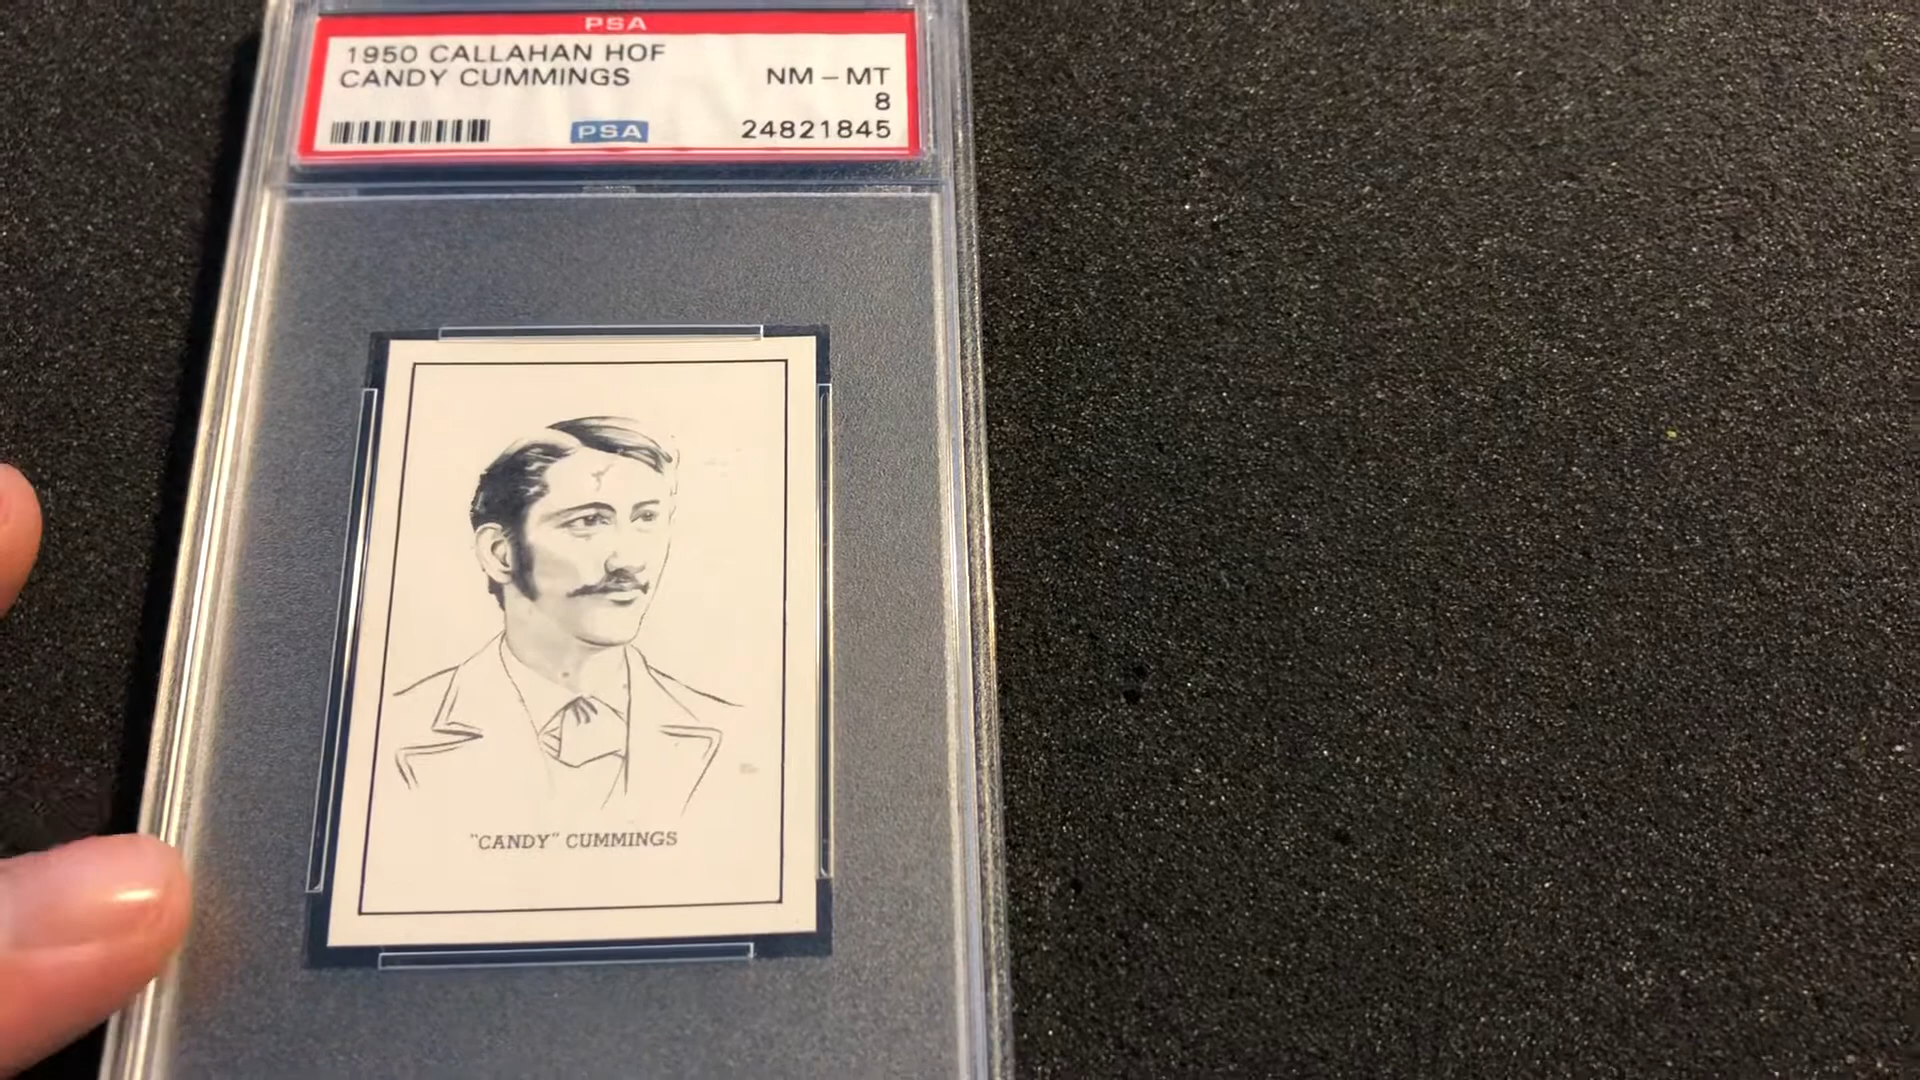 PSA
1950 CALLAHAN HOF
CANDY CUMMINGS
NM – MT
8
PSA
24821845
"CANDY" CUMMINGS